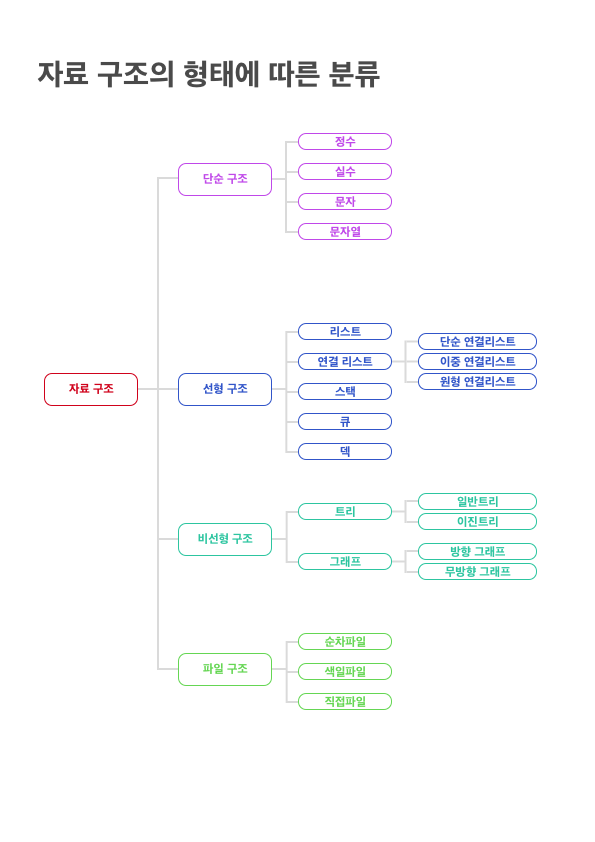 자료 구조의 형태에 따른 분류
자료 구조
단순 구조
정수
실수
문자
문자열
선형 구조
리스트
연결 리스트
단순 연결리스트
이중 연결리스트
원형 연결리스트
스택
큐
덱
비선형 구조
트리
일반트리
이진트리
그래프
방향 그래프
무방향 그래프
파일 구조
순차파일
색일파일
직접파일